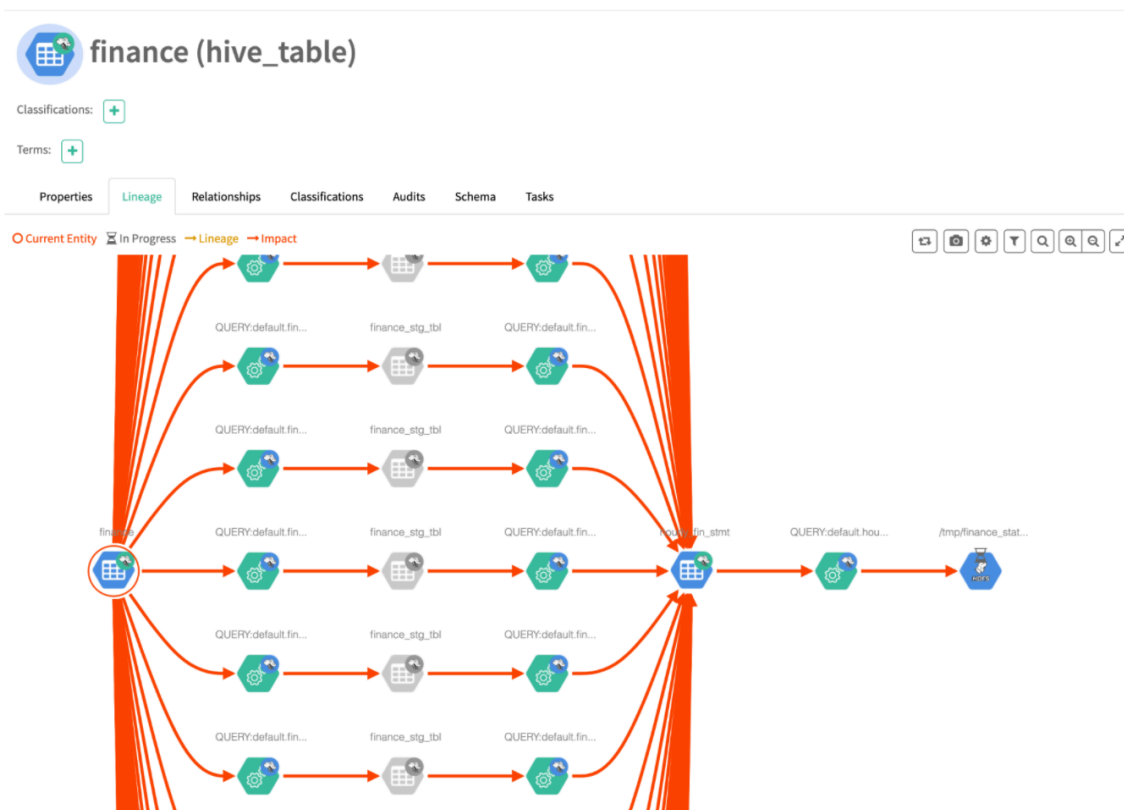 finance (hive_table)
Classifications:
Terms:
Properties Lineage Relationships Classifications Audits Schema Tasks
Current Entity In Progress Lineage Impact
QUERY:default.fin... finance_stg_tbl QUERY:default.fin...
QUERY:default.fin... finance_stg_tbl QUERY:default.fin...
finance QUERY:default.fin... finance_stg_tbl QUERY:default.fin... fin_stmt QUERY:default.hou... /tmp/finance_stat...
HDFS
QUERY:default.fin... finance_stg_tbl QUERY:default.fin...
QUERY:default.fin... finance_stg_tbl QUERY:default.fin...